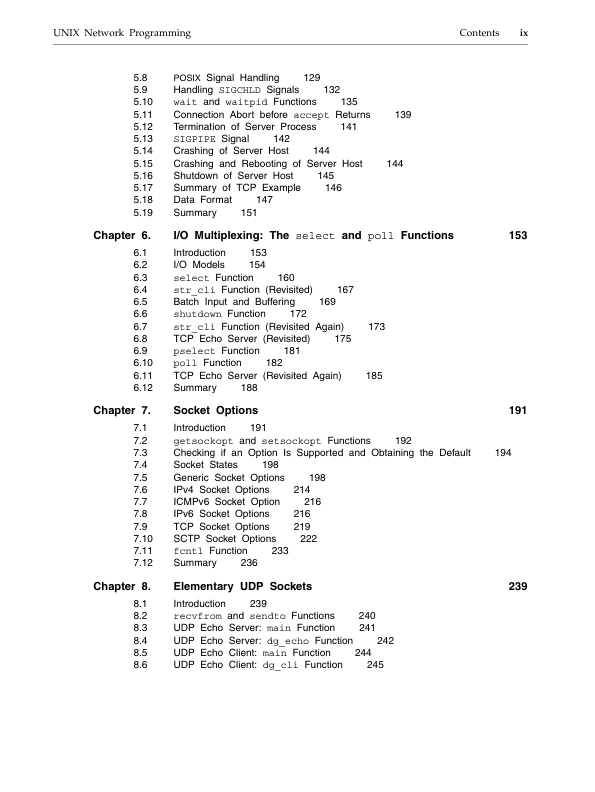 UNIX Network Programming Contents ix
5.8 POSIX Signal Handling 129
5.9 Handling SIGCHLD Signals 132
5.10 wait and waitpid Functions 135
5.11 Connection Abort before accept Returns 139
5.12 Termination of Server Process 141
5.13 SIGPIPE Signal 142
5.14 Crashing of Server Host 144
5.15 Crashing and Rebooting of Server Host 144
5.16 Shutdown of Server Host 145
5.17 Summary of TCP Example 146
5.18 Data Format 147
5.19 Summary 151
Chapter 6. I/O Multiplexing: The select and poll Functions 153
6.1 Introduction 153
6.2 I/O Models 154
6.3 select Function 160
6.4 str_cli Function (Revisited) 167
6.5 Batch Input and Buffering 169
6.6 shutdown Function 172
6.7 str_cli Function (Revisited Again) 173
6.8 TCP Echo Server (Revisited) 175
6.9 pselect Function 181
6.10 poll Function 182
6.11 TCP Echo Server (Revisited Again) 185
6.12 Summary 188
Chapter 7. Socket Options 191
7.1 Introduction 191
7.2 getsockopt and setsockopt Functions 192
7.3 Checking if an Option Is Supported and Obtaining the Default 194
7.4 Socket States 198
7.5 Generic Socket Options 198
7.6 IPv4 Socket Options 214
7.7 ICMPv6 Socket Option 216
7.8 IPv6 Socket Options 216
7.9 TCP Socket Options 219
7.10 SCTP Socket Options 222
7.11 fcntl Function 233
7.12 Summary 236
Chapter 8. Elementary UDP Sockets 239
8.1 Introduction 239
8.2 recvfrom and sendto Functions 240
8.3 UDP Echo Server: main Function 241
8.4 UDP Echo Server: dg_echo Function 242
8.5 UDP Echo Client: main Function 244
8.6 UDP Echo Client: dg_cli Function 245